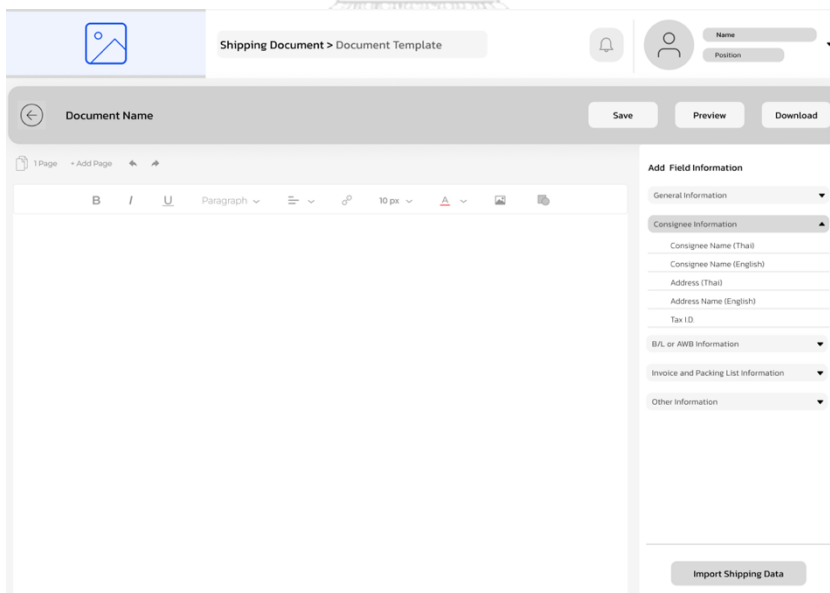 Shipping Document > Document Template
Name
Position
Document Name
Save
Preview
Download
1 Page
+ Add Page
B I U Paragraph 10 px A
Add Field Information
General Information
Consignee Information
Consignee Name (Thai)
Consignee Name (English)
Address (Thai)
Address Name (English)
Tax I.D
B/L or AWB Information
Invoice and Packing List Information
Other Information
Import Shipping Data